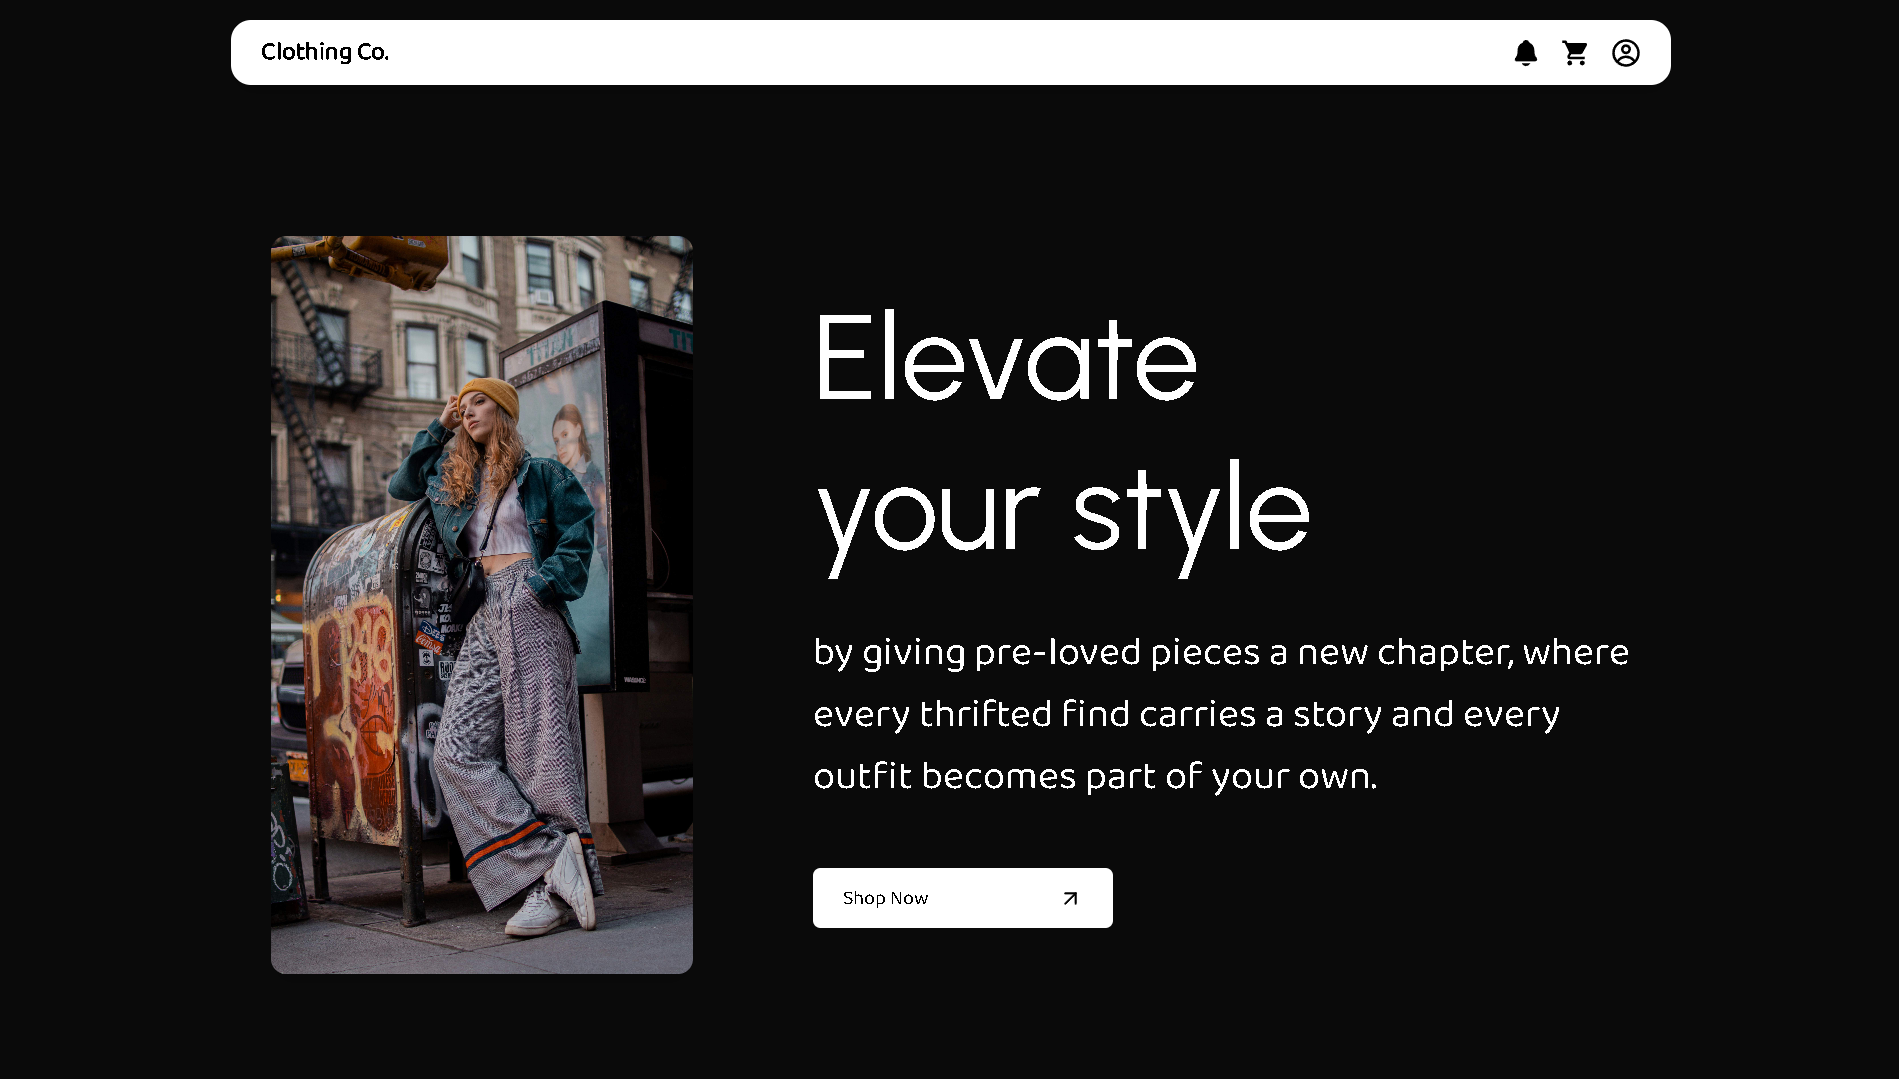 Clothing Co.
Elevate
your style
by giving pre-loved pieces a new chapter, where
every thrifted find carries a story and every
outfit becomes part of your own.
Shop Now